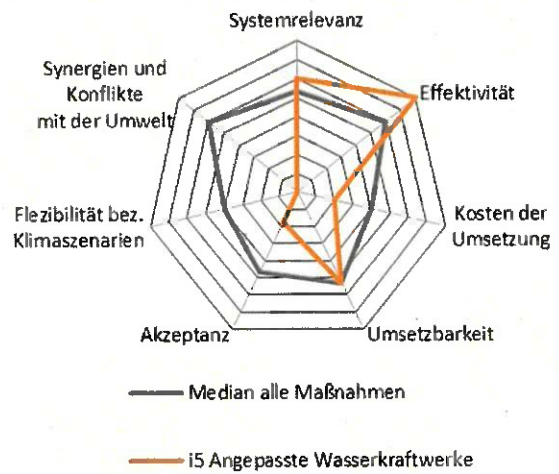 Systemrelevanz
Synergien und
Konflikte
mit der Umwelt
Effektivität
Flezibilität bez.
Klimaszenarien
Kosten der
Umsetzung
Akzeptanz
Umsetzbarkeit
Median alle Maßnahmen
i5 Angepasste Wasserkraftwerke